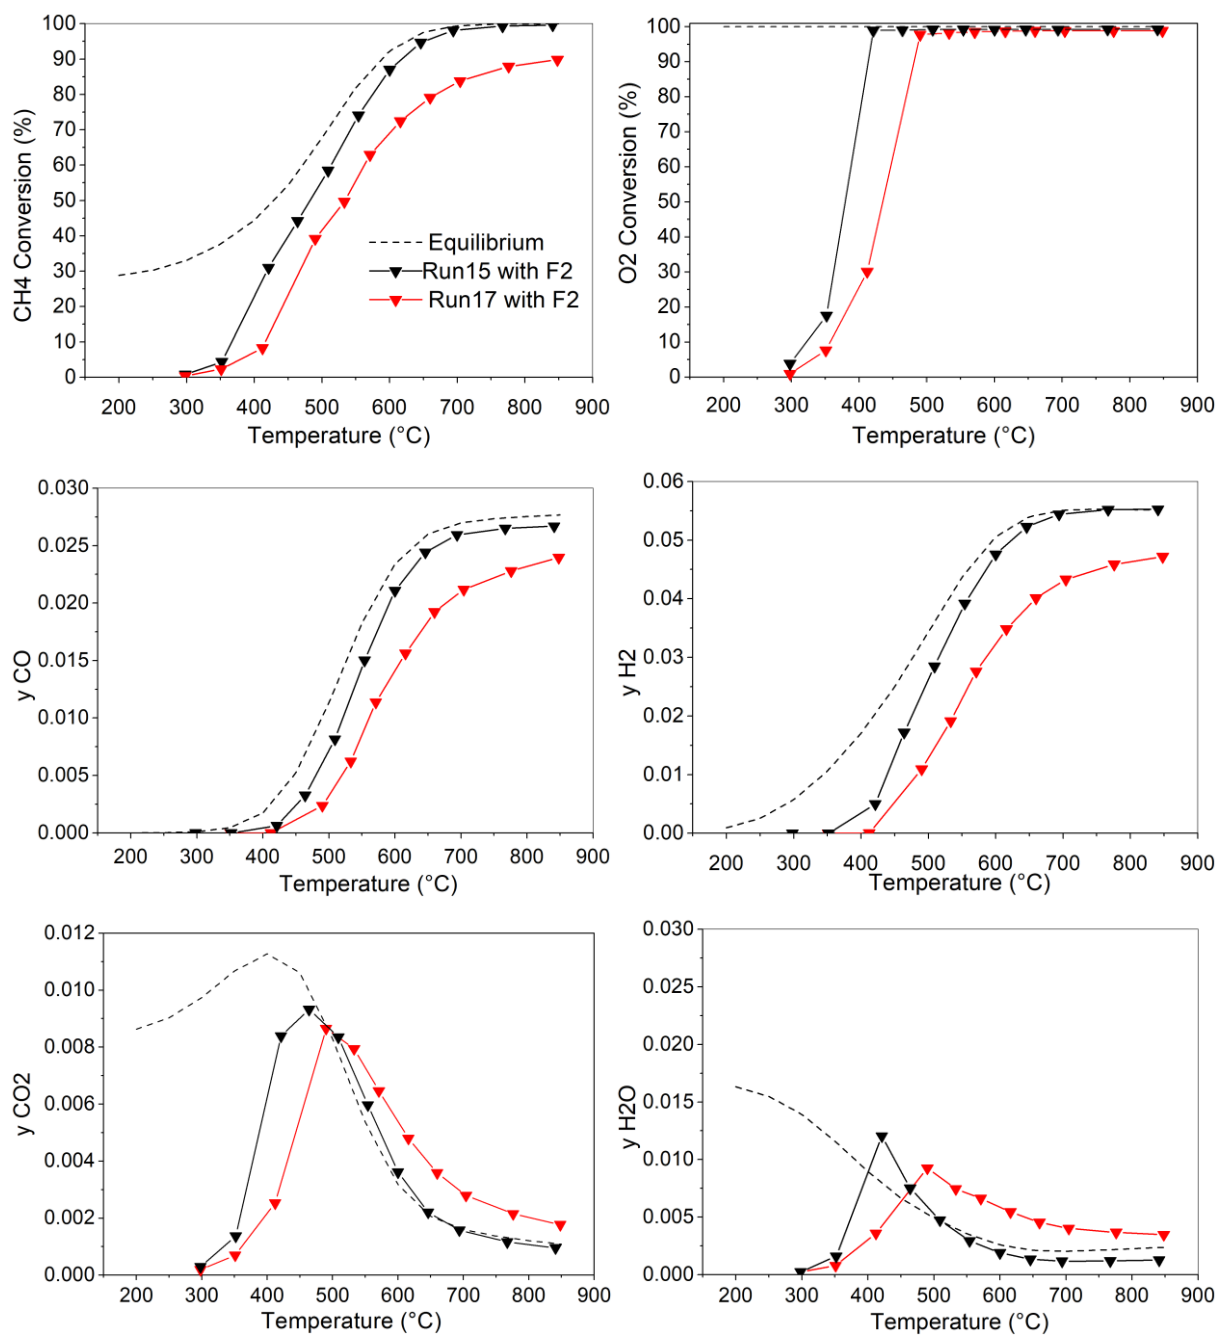 100
90
80
70
60
50
40
30
20
10
0
CH4 Conversion (%)
200 300 400 500 600 700 800 900
Temperature (°C)
Equilibrium
Run15 with F2
Run17 with F2
100
90
80
70
60
50
40
30
20
10
0
O2 Conversion (%)
200 300 400 500 600 700 800 900
Temperature (°C)
0.030
0.025
0.020
0.015
0.010
0.005
0.000
y CO
200 300 400 500 600 700 800 900
Temperature (°C)
0.06
0.05
0.04
0.03
0.02
0.01
0.00
y H2
200 300 400 500 600 700 800 900
Temperature (°C)
0.012
0.010
0.008
0.006
0.004
0.002
0.000
y CO2
200 300 400 500 600 700 800 900
Temperature (°C)
0.030
0.025
0.020
0.015
0.010
0.005
0.000
y H2O
200 300 400 500 600 700 800 900
Temperature (°C)